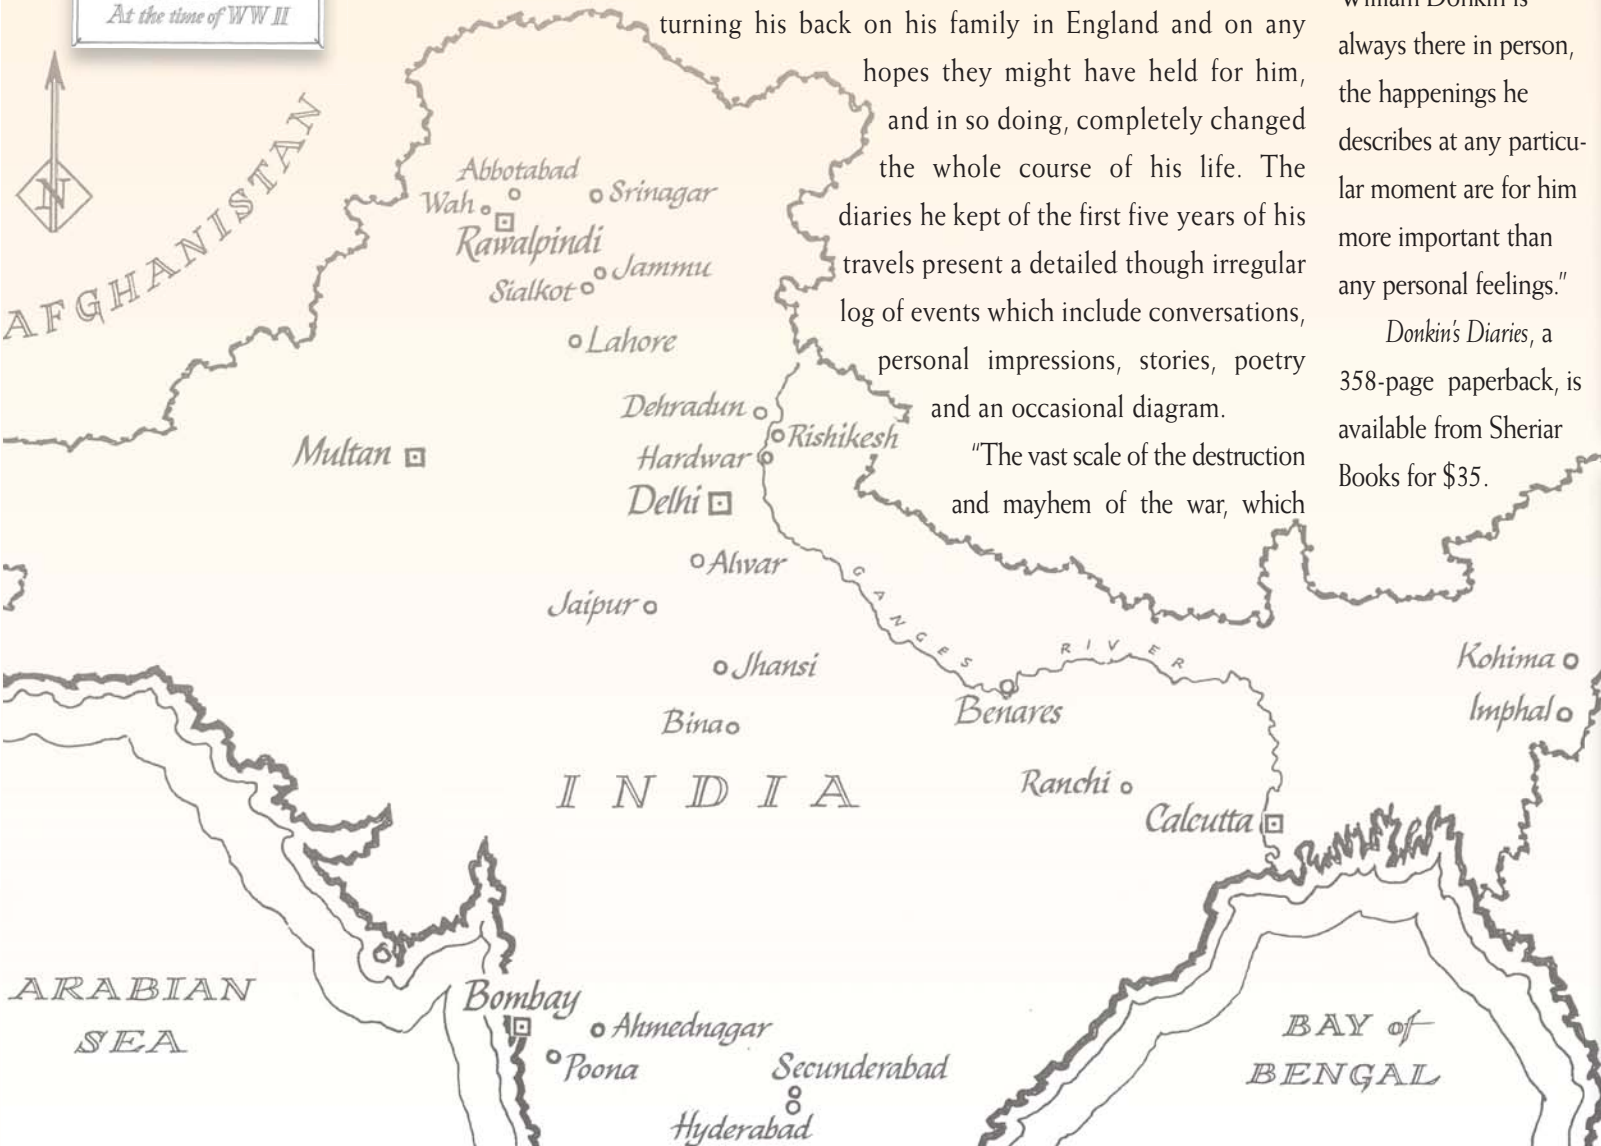 At the time of WW II
turning his back on his family in England and on any
hopes they might have held for him,
and in so doing, completely changed
the whole course of his life. The
diaries he kept of the first five years of his
travels present a detailed though irregular
log of events which include conversations,
personal impressions, stories, poetry
and an occasional diagram.
"The vast scale of the destruction
and mayhem of the war, which
William Donkin is
always there in person,
the happenings he
describes at any particu-
lar moment are for him
more important than
any personal feelings."
Donkin's Diaries, a
358-page paperback, is
available from Sheriar
Books for $35.
N
AFGHANISTAN
Abbotabad
Wah
Srinagar
Rawalpindi
Jammu
Sialkot
Lahore
Dehradun
Rishikesh
Multan
Hardwar
Delhi
Alwar
GANGES RIVER
Jaipur
Jhansi
Kohima
Benares
Imphal
Bina
INDIA
Ranchi
Calcutta
ARABIAN
SEA
Bombay
Ahmednagar
Poona
Secunderabad
Hyderabad
BAY of
BENGAL